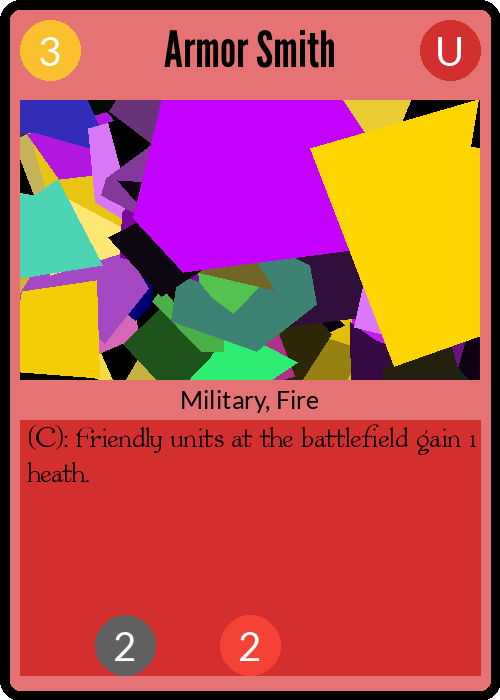 3
Armor Smith
U
Military, Fire
(C): Friendly units at the battlefield gain 1
heath.
2
2